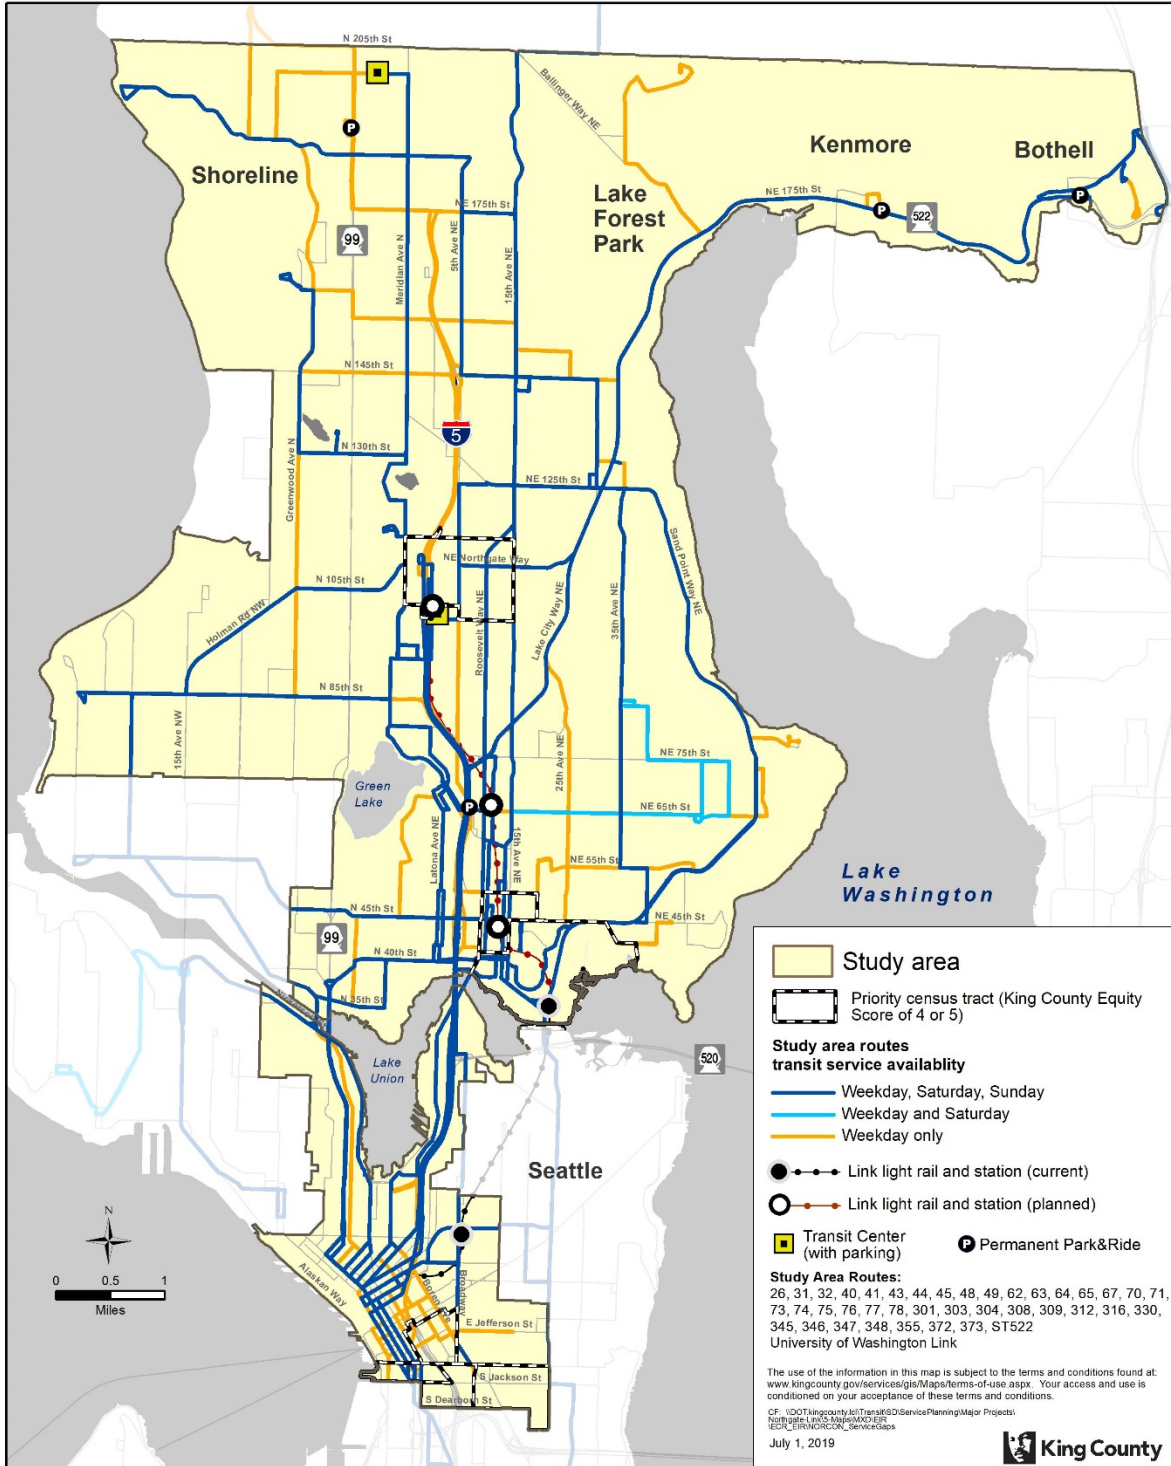 N 205th St
Ballinger Way NE
Shoreline
Kenmore
Bothell
Lake
Forest
Park
NE 175th St
NE 175th St
522
99
Meridian Ave N
5th Ave NE
15th Ave NE
N 145th St
5
Greenwood Ave N
N 130th St
NE 125th St
Sand Point Way NE
NE Northgate Way
N 105th St
Holman Rd NW
Roosevelt Way NE
Lake City Way NE
35th Ave NE
N 85th St
15th Ave NW
NE 75th St
25th Ave NE
Green
Lake
NE 65th St
Latona Ave NE
15th Ave NE
NE 55th St
Lake
Washington
N 45th St
NE 45th St
99
N 40th St
N 35th St
520
Lake
Union
Seattle
N
0 0.5 1
Miles
Alaskan Way
Broadway
E Jefferson St
S Jackson St
S Dearborn St
Study area
Priority census tract (King County Equity
Score of 4 or 5)
Study area routes
transit service availablity
Weekday, Saturday, Sunday
Weekday and Saturday
Weekday only
Link light rail and station (current)
Link light rail and station (planned)
Transit Center
(with parking)
P Permanent Park&Ride
Study Area Routes:
26, 31, 32, 40, 41, 43, 44, 45, 48, 49, 62, 63, 64, 65, 67, 70, 71,
73, 74, 75, 76, 77, 78, 301, 303, 304, 308, 309, 312, 316, 330,
345, 346, 347, 348, 355, 372, 373, ST522
University of Washington Link
The use of the information in this map is subject to the terms and conditions found at:
www.kingcounty.gov/services/gis/Maps/terms-of-use.aspx. Your access and use is
conditioned on your acceptance of these terms and conditions.
July 1, 2019
King County